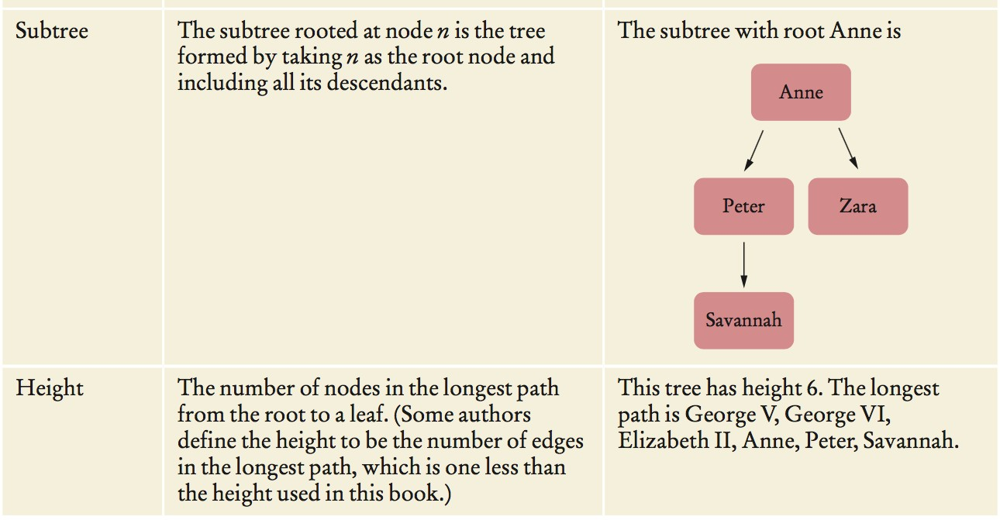 Subtree
The subtree rooted at node n is the tree
formed by taking n as the root node and
including all its descendants.
The subtree with root Anne is
Anne
Peter
Zara
Savannah
Height
The number of nodes in the longest path
from the root to a leaf. (Some authors
define the height to be the number of edges
in the longest path, which is one less than
the height used in this book.)
This tree has height 6. The longest
path is George V, George VI,
Elizabeth II, Anne, Peter, Savannah.